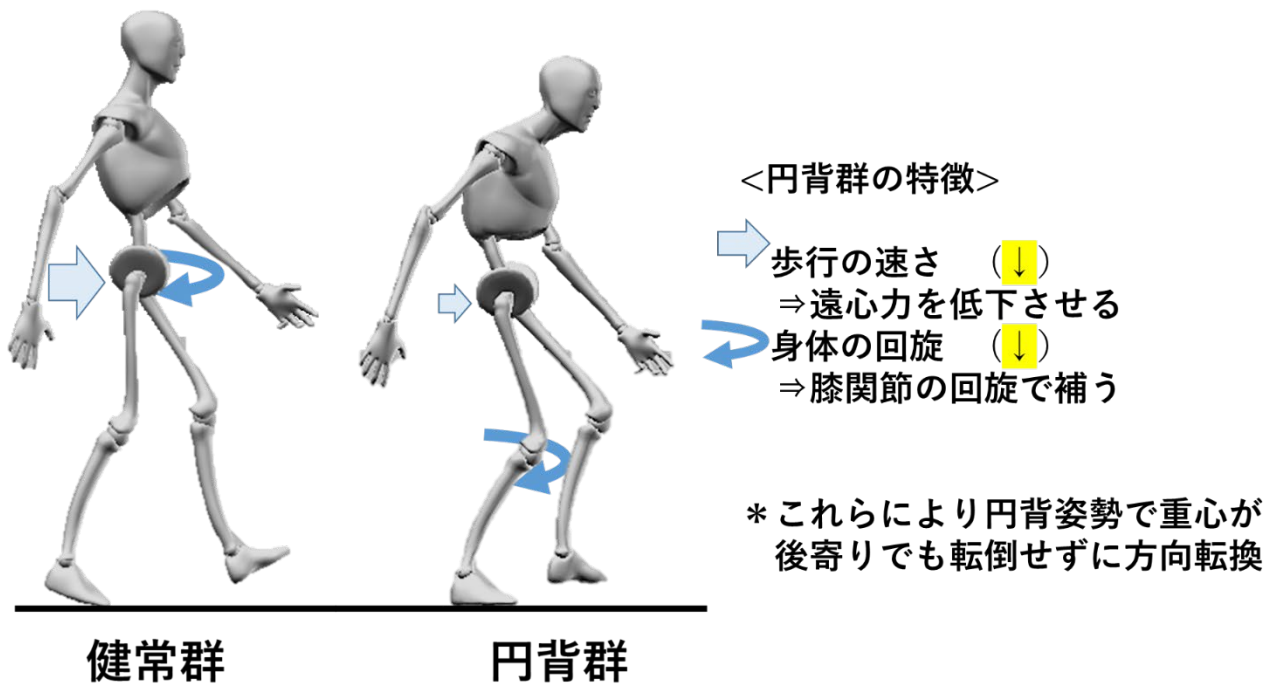 <円背群の特徴>
歩行の速さ （↓）
⇒遠心力を低下させる
身体の回旋 （↓）
⇒膝関節の回旋で補う
＊これらにより円背姿勢で重心が
後寄りでも転倒せずに方向転換
健常群
円背群